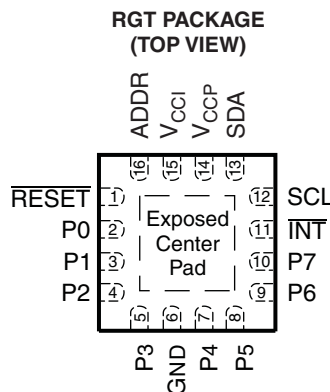 RGT PACKAGE
(TOP VIEW)
ADDR
VCCI
VCCP
SDA
16
15
14
13
RESET
1
P0
2
P1
3
P2
4
Exposed
Center
Pad
12
SCL
11
INT
10
P7
9
P6
5
6
7
8
P3
GND
P4
P5